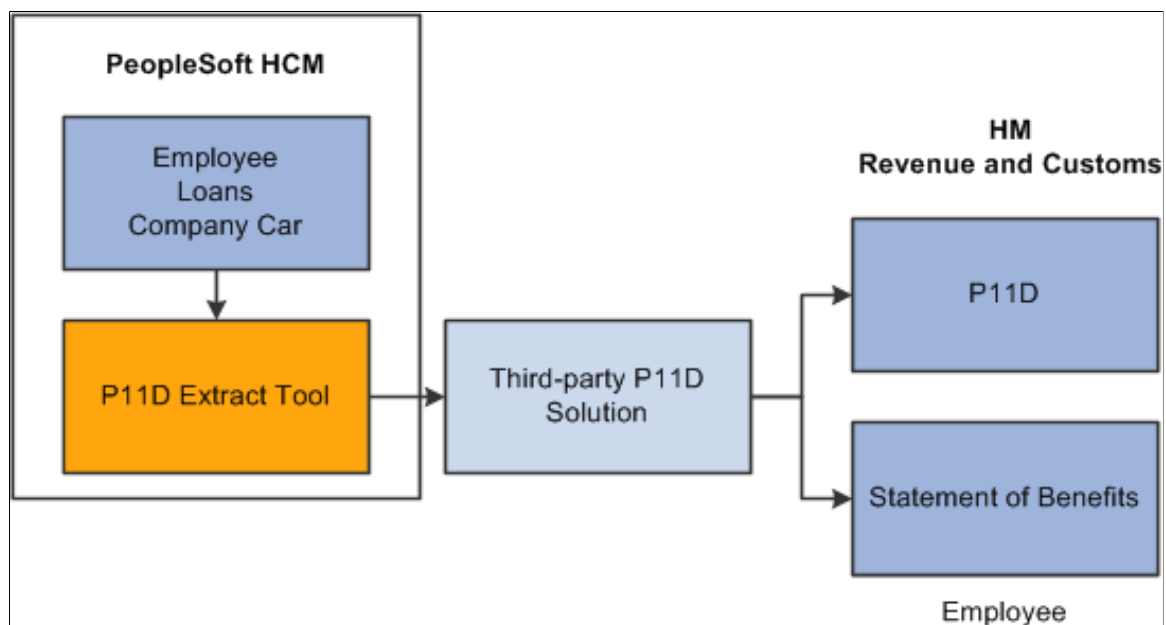 PeopleSoft HCM
Employee
Loans
Company Car
P11D Extract Tool
Third-party P11D
Solution
HM
Revenue and Customs
P11D
Statement of Benefits
Employee